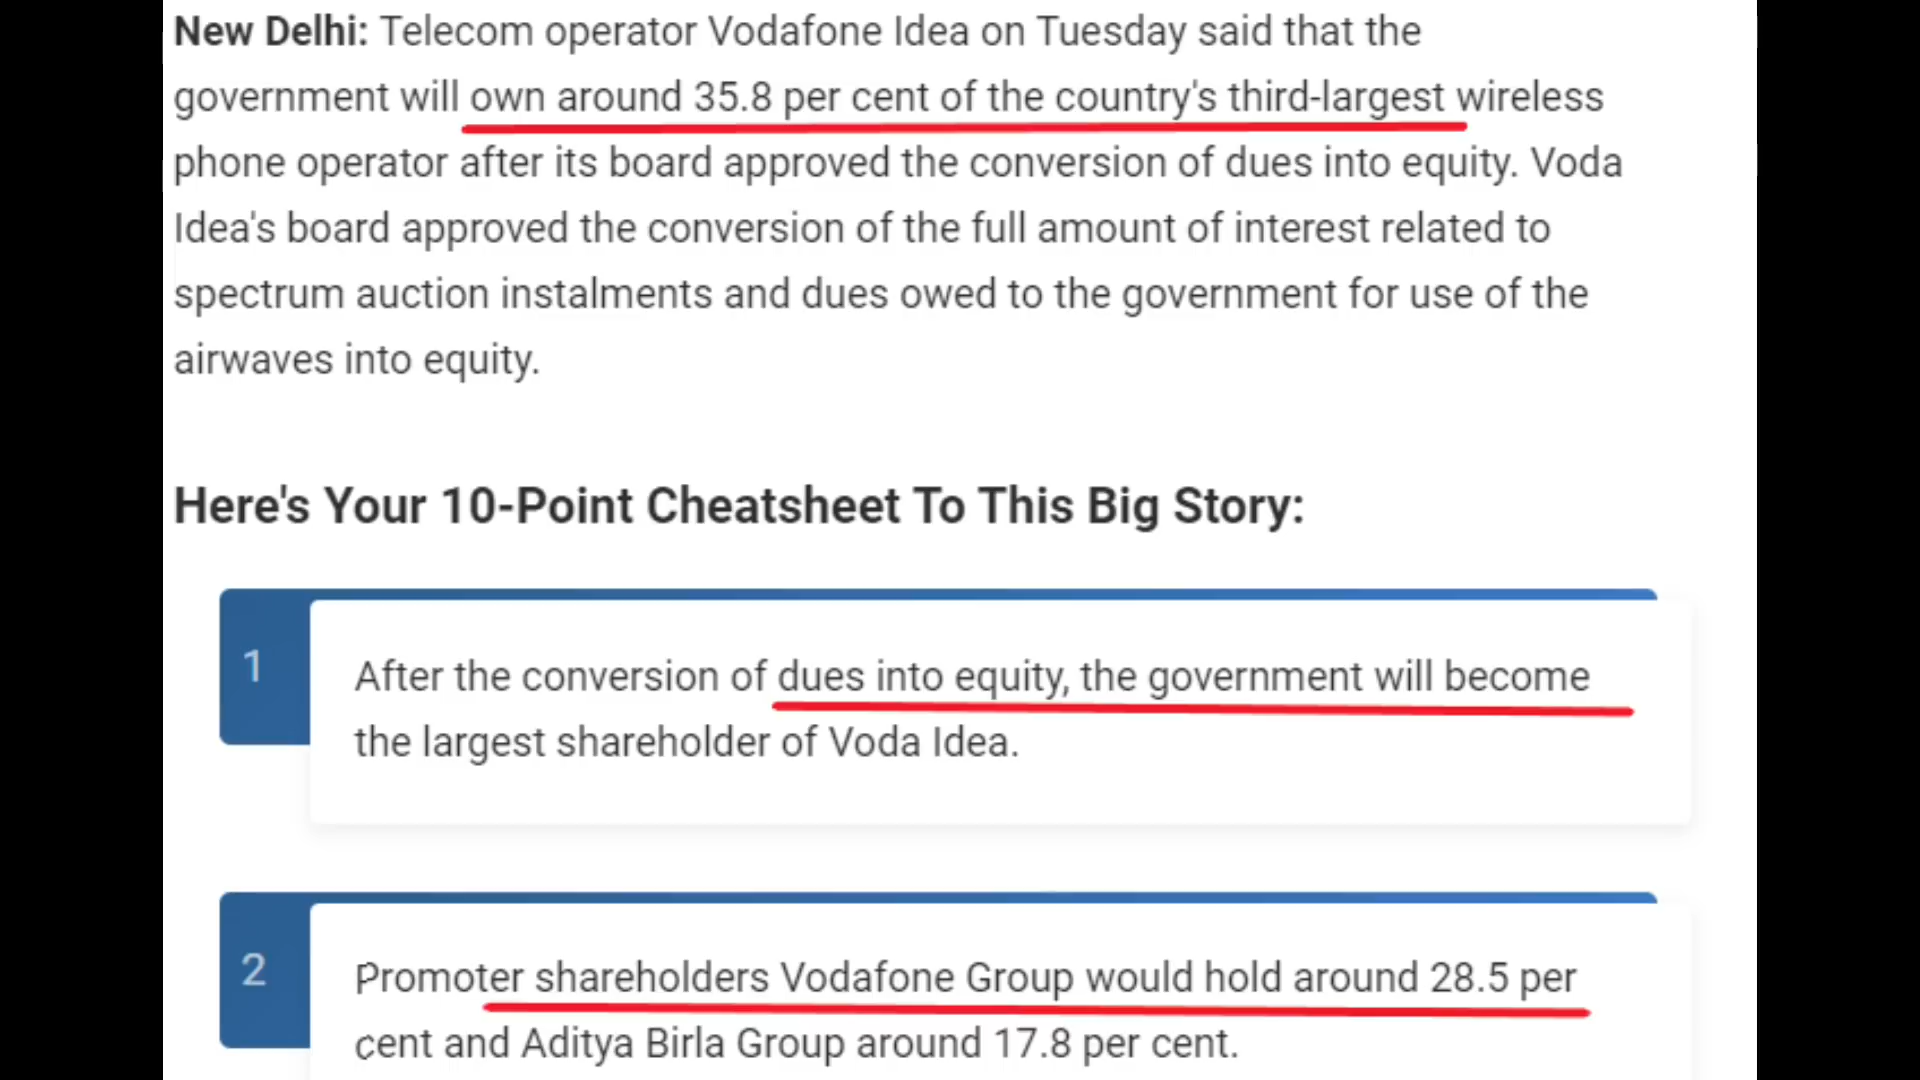 New Delhi: Telecom operator Vodafone Idea on Tuesday said that the
government will own around 35.8 per cent of the country's third-largest wireless
phone operator after its board approved the conversion of dues into equity. Voda
Idea's board approved the conversion of the full amount of interest related to
spectrum auction instalments and dues owed to the government for use of the
airwaves into equity.
Here's Your 10-Point Cheatsheet To This Big Story:
1
After the conversion of dues into equity, the government will become
the largest shareholder of Voda Idea.
2
Promoter shareholders Vodafone Group would hold around 28.5 per
cent and Aditya Birla Group around 17.8 per cent.